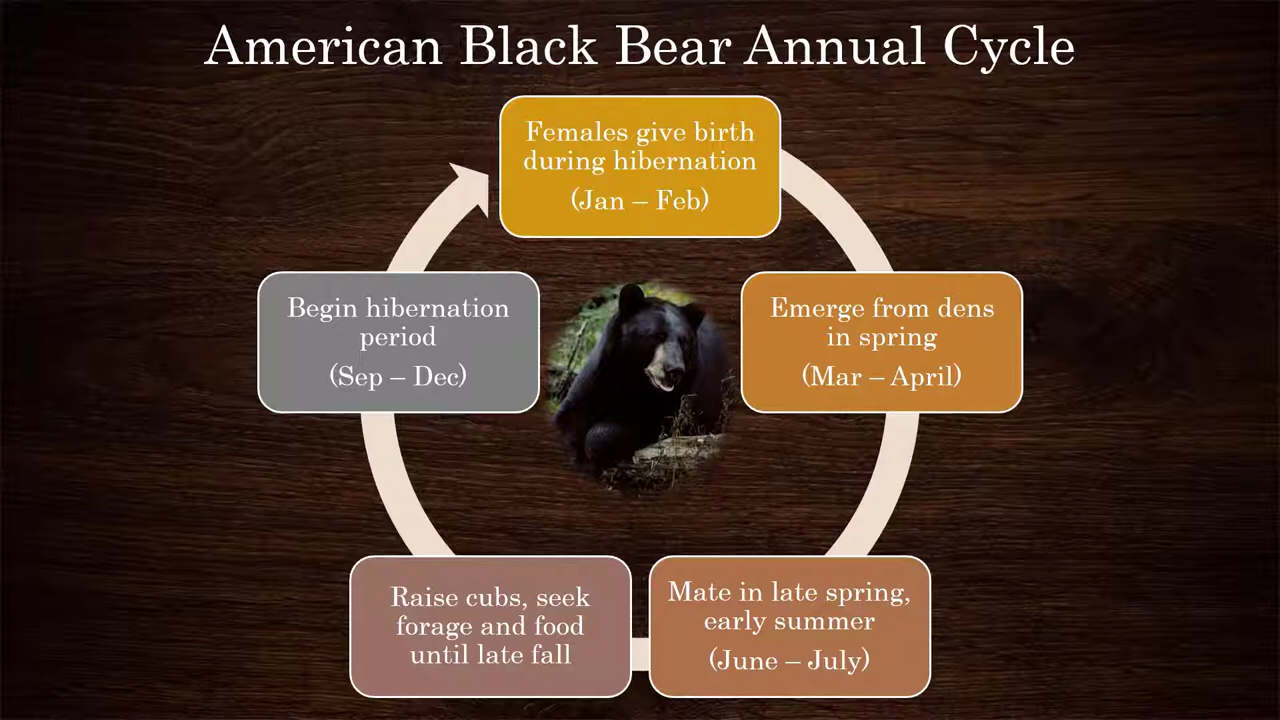 American Black Bear Annual Cycle
Females give birth
during hibernation
(Jan – Feb)
Emerge from dens
in spring
(Mar – April)
Mate in late spring,
early summer
(June – July)
Raise cubs, seek
forage and food
until late fall
Begin hibernation
period
(Sep – Dec)